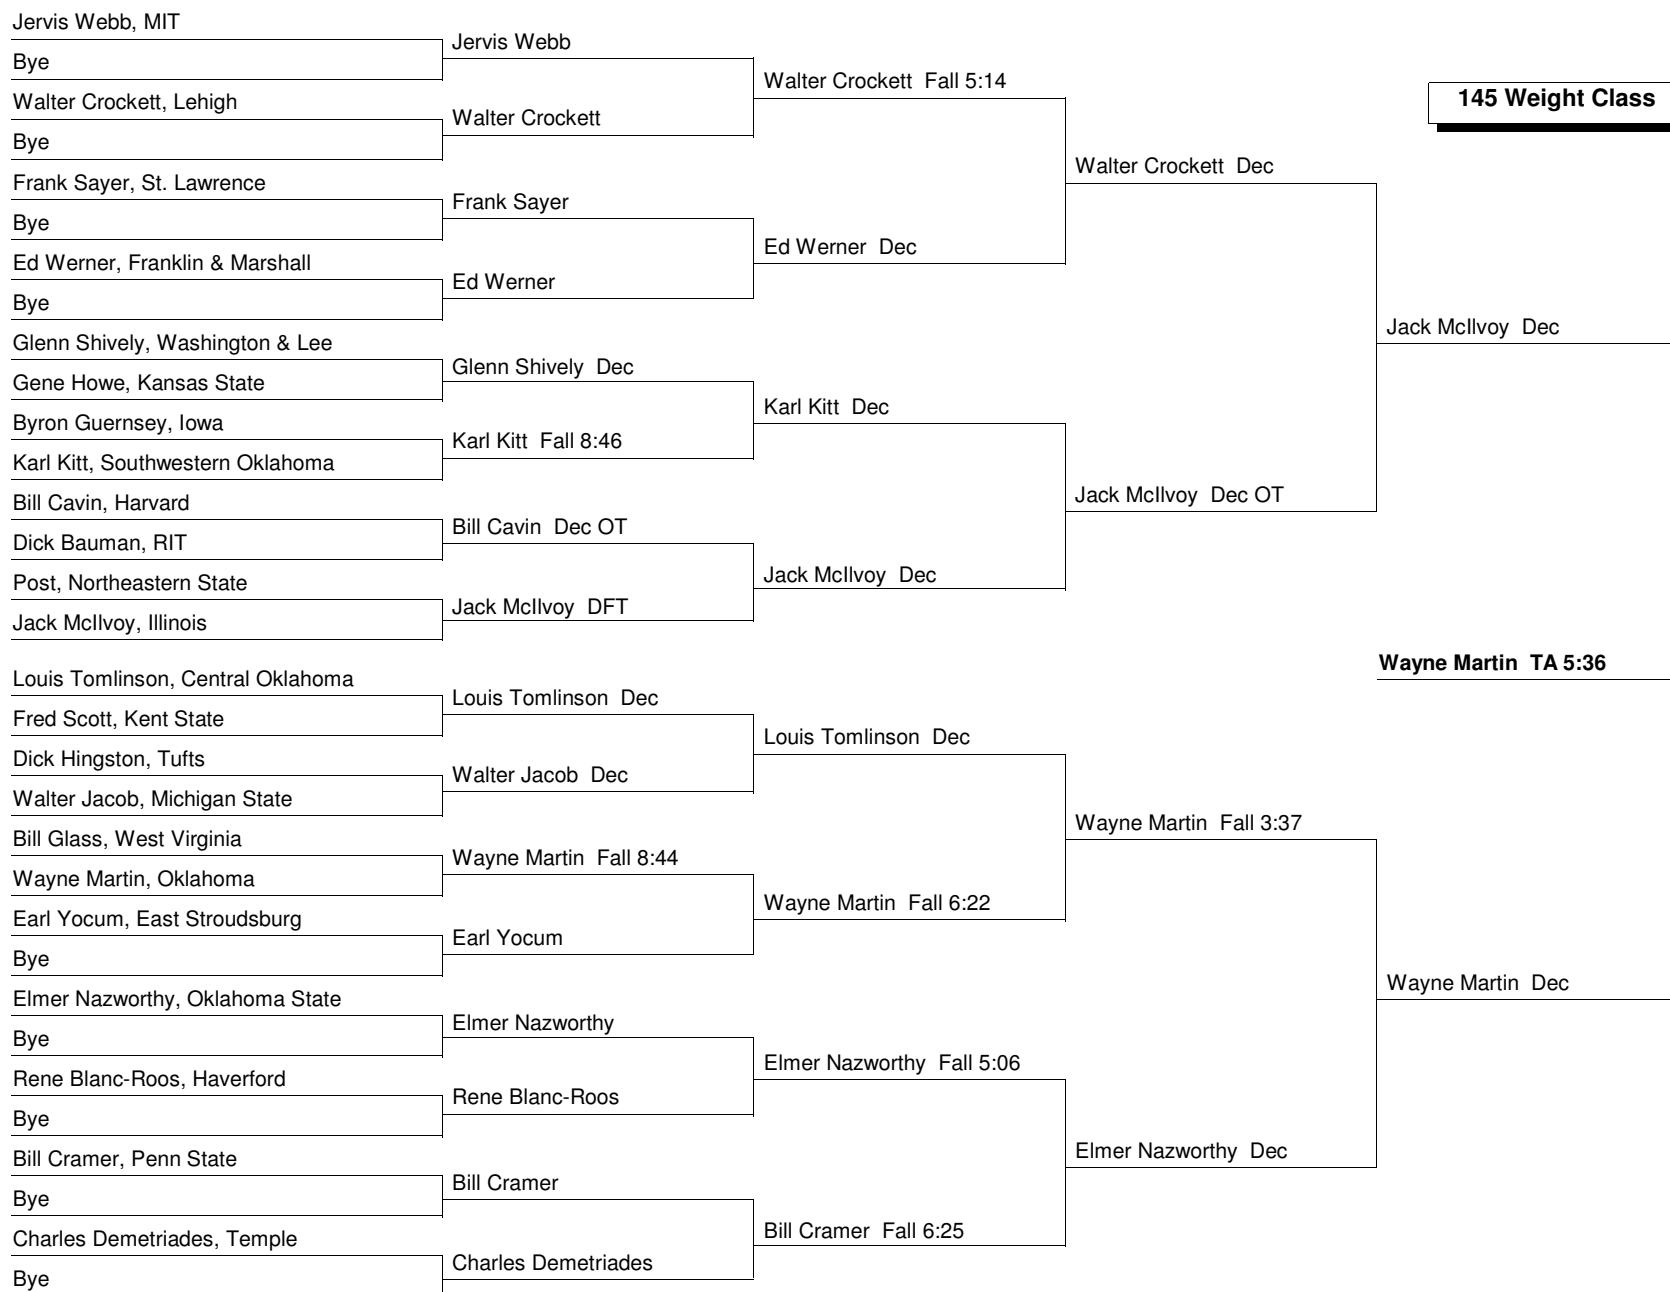 Jervis Webb, MIT
Bye
Walter Crockett, Lehigh
Bye
Frank Sayer, St. Lawrence
Bye
Ed Werner, Franklin & Marshall
Bye
Glenn Shively, Washington & Lee
Gene Howe, Kansas State
Byron Guernsey, Iowa
Karl Kitt, Southwestern Oklahoma
Bill Cavin, Harvard
Dick Bauman, RIT
Post, Northeastern State
Jack McIlvoy, Illinois
Louis Tomlinson, Central Oklahoma
Fred Scott, Kent State
Dick Hingston, Tufts
Walter Jacob, Michigan State
Bill Glass, West Virginia
Wayne Martin, Oklahoma
Earl Yocum, East Stroudsburg
Bye
Elmer Nazworthy, Oklahoma State
Bye
Rene Blanc-Roos, Haverford
Bye
Bill Cramer, Penn State
Bye
Charles Demetriades, Temple
Bye
Jervis Webb
Walter Crockett
Frank Sayer
Ed Werner
Glenn Shively Dec
Karl Kitt Fall 8:46
Bill Cavin Dec OT
Jack McIlvoy DFT
Louis Tomlinson Dec
Walter Jacob Dec
Wayne Martin Fall 8:44
Earl Yocum
Elmer Nazworthy
Rene Blanc-Roos
Bill Cramer
Charles Demetriades
Walter Crockett Fall 5:14
Ed Werner Dec
Karl Kitt Dec
Jack McIlvoy Dec
Louis Tomlinson Dec
Wayne Martin Fall 6:22
Elmer Nazworthy Fall 5:06
Bill Cramer Fall 6:25
Walter Crockett Dec
Jack McIlvoy Dec OT
Wayne Martin Fall 3:37
Elmer Nazworthy Dec
145 Weight Class
Jack McIlvoy Dec
Wayne Martin TA 5:36
Wayne Martin Dec